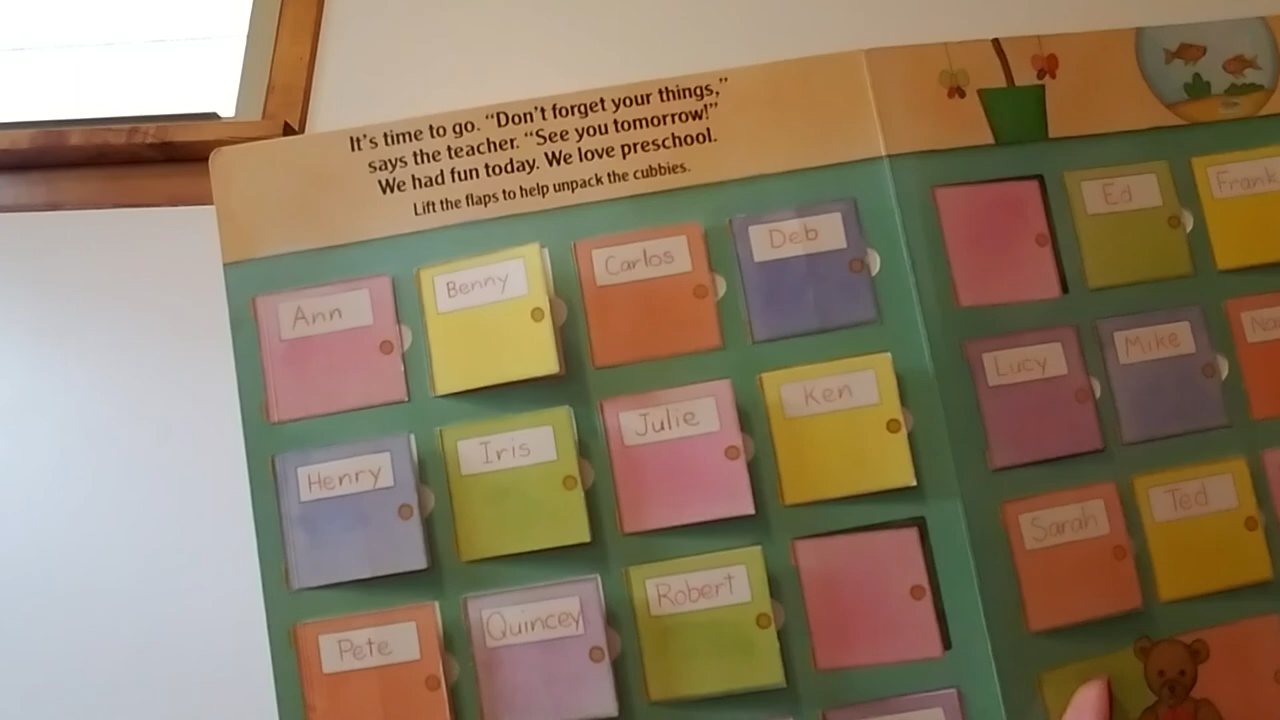 It's time to go. "Don't forget your things,"
says the teacher. "See you tomorrow!"
We had fun today. We love preschool.
Lift the flaps to help unpack the cubbies.
Ann
Benny
Carlos
Deb
Ed
Frank
Henry
Iris
Julie
Ken
Lucy
Mike
Pete
Quincey
Robert
Sarah
Ted